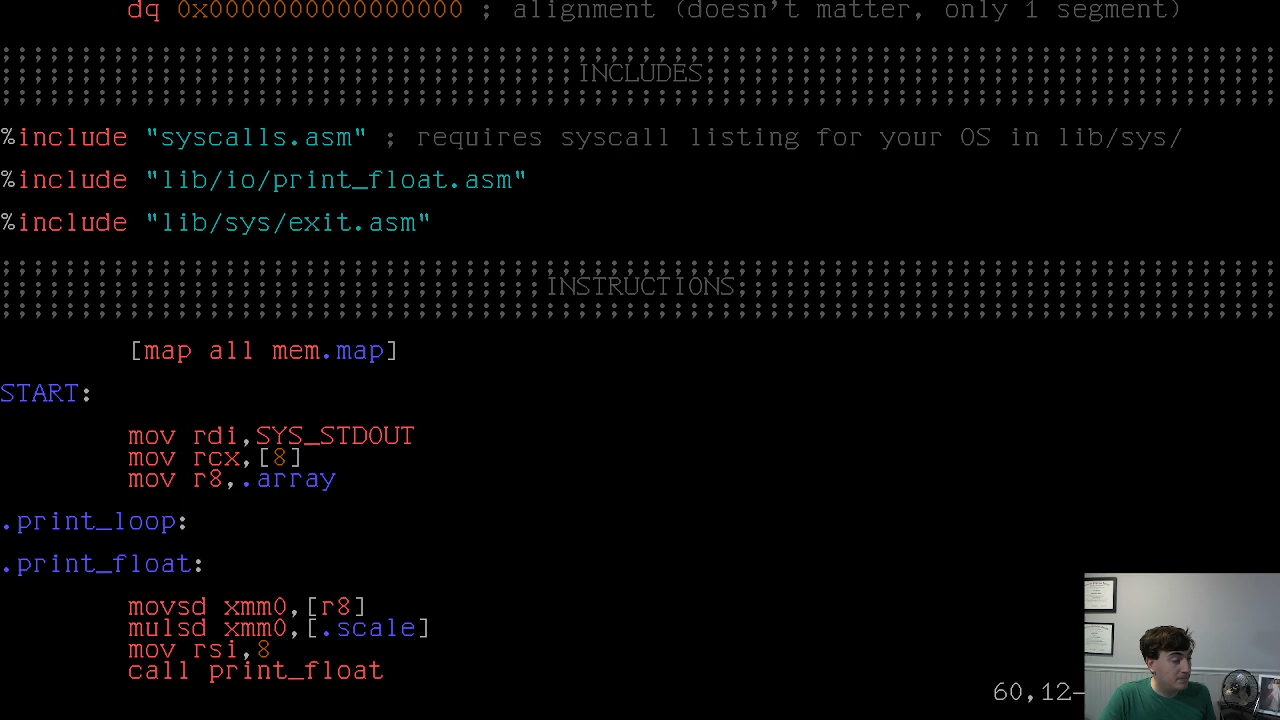 dq 0x0000000000000000 ; alignment (doesn't matter, only 1 segment)
;;;;;;;;;;;;;;;;;;;;;;;;;;;;;;;;;;;;;;;;;;;;;;;;;;;;;;;;;;;;;;;;;;;;;;;;;;;;;;;;
;;;;;;;;;;;;;;;;;;;;;;;;;;;;;;;;;;;;INCLUDES;;;;;;;;;;;;;;;;;;;;;;;;;;;;;;;;;;;;
;;;;;;;;;;;;;;;;;;;;;;;;;;;;;;;;;;;;;;;;;;;;;;;;;;;;;;;;;;;;;;;;;;;;;;;;;;;;;;;;
%include "syscalls.asm" ; requires syscall listing for your OS in lib/sys/
%include "lib/io/print_float.asm"
%include "lib/sys/exit.asm"
;;;;;;;;;;;;;;;;;;;;;;;;;;;;;;;;;;;;;;;;;;;;;;;;;;;;;;;;;;;;;;;;;;;;;;;;;;;;;;;;
;;;;;;;;;;;;;;;;;;;;;;;;;;;;;;;;;;INSTRUCTIONS;;;;;;;;;;;;;;;;;;;;;;;;;;;;;;;;;;
;;;;;;;;;;;;;;;;;;;;;;;;;;;;;;;;;;;;;;;;;;;;;;;;;;;;;;;;;;;;;;;;;;;;;;;;;;;;;;;;
[map all mem.map]
START:
mov rdi,SYS_STDOUT
mov rcx,[8]
mov r8,.array
.print_loop:
.print_float:
movsd xmm0,[r8]
mulsd xmm0,[.scale]
mov rsi,8
call print_float
60,12-